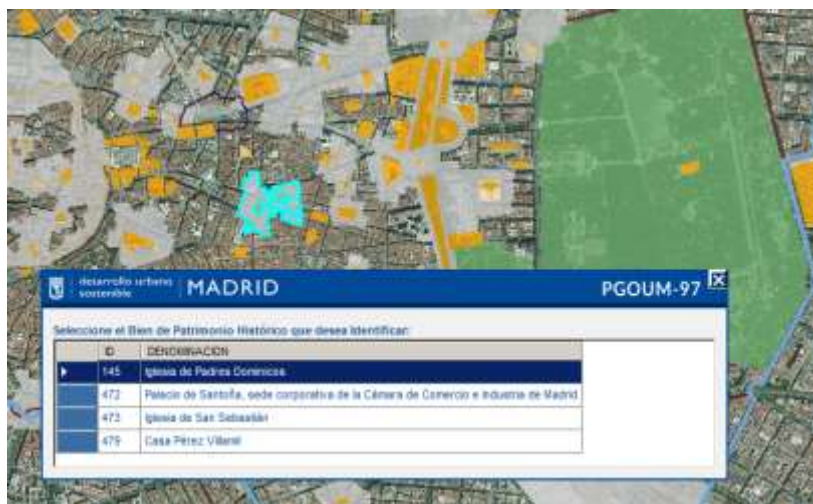 desarrollo urbano
sostenible
MADRID
PGOUM-97
Seleccione el Bien de Patrimonio Histórico que desea Identificar:
ID DENOMINACION
145 Iglesia de Padres Dominicos
472 Palacio de Santoña, sede corporativa de la Cámara de Comercio e Industria de Madrid
473 Iglesia de San Sebastián
479 Casa Pérez Villamil